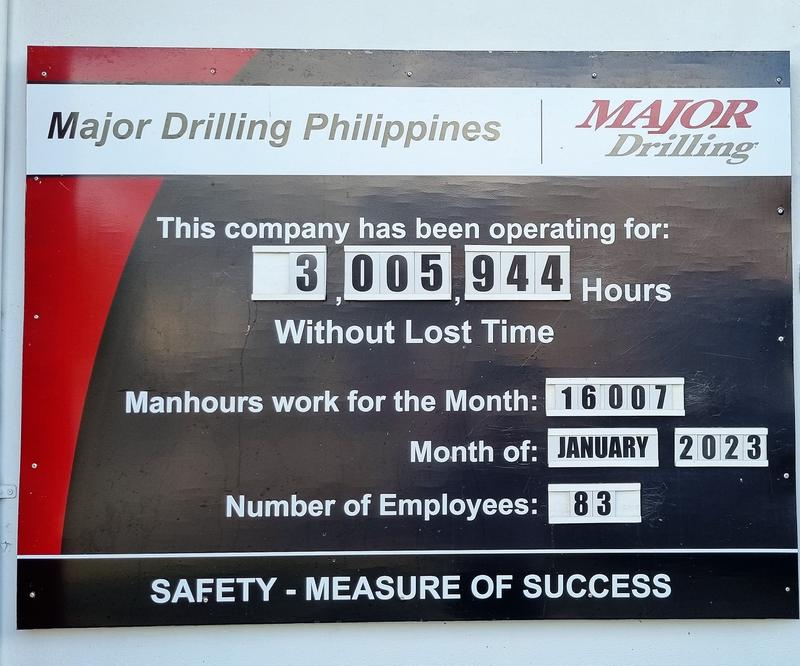 Major Drilling Philippines
MAJOR
Drilling
This company has been operating for:
3,005,944 Hours
Without Lost Time
Manhours work for the Month: 16007
Month of: JANUARY 2023
Number of Employees: 83
SAFETY - MEASURE OF SUCCESS